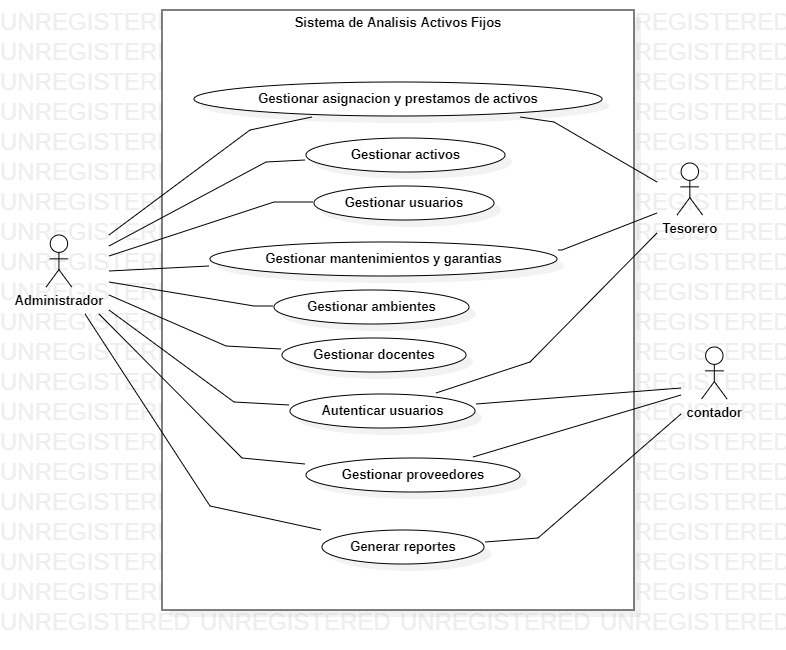 Sistema de Analisis Activos Fijos
Gestionar asignacion y prestamos de activos
Gestionar activos
Gestionar usuarios
Tesorero
Gestionar mantenimientos y garantias
Administrador
Gestionar ambientes
Gestionar docentes
Autenticar usuarios
contador
Gestionar proveedores
Generar reportes
UNREGISTERED UNREGISTERED UNREGISTERED UNREGISTERED